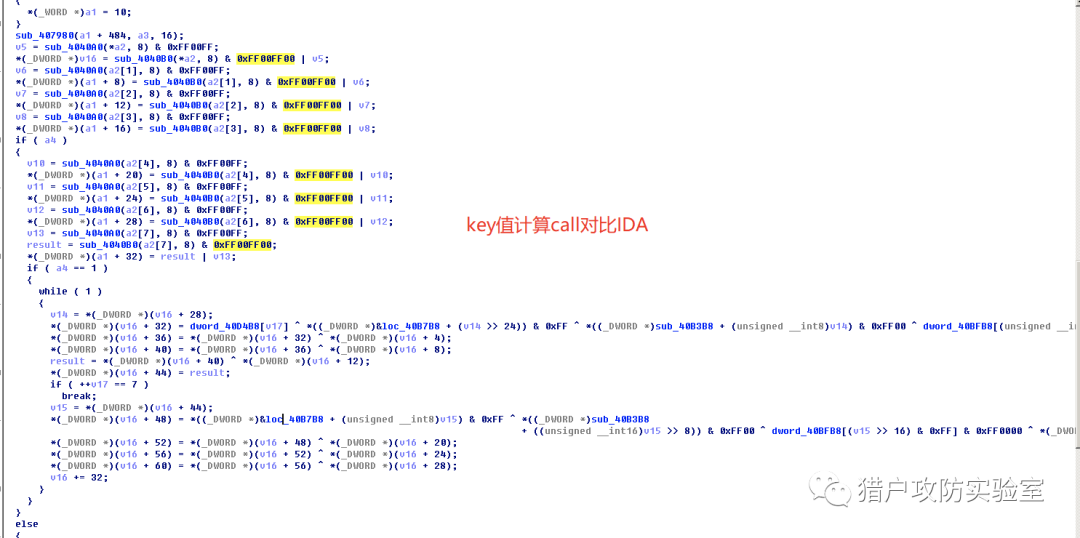 {
*(_WORD *)a1 = 10;
}
sub_407980(a1 + 484, a3, 16);
v5 = sub_4040A0(*a2, 8) & 0xFF00FF;
*(_DWORD *)v16 = sub_4040B0(*a2, 8) & 0xFF00FF00 | v5;
v6 = sub_4040A0(a2[1], 8) & 0xFF00FF;
*(_DWORD *)(a1 + 8) = sub_4040B0(a2[1], 8) & 0xFF00FF00 | v6;
v7 = sub_4040A0(a2[2], 8) & 0xFF00FF;
*(_DWORD *)(a1 + 12) = sub_4040B0(a2[2], 8) & 0xFF00FF00 | v7;
v8 = sub_4040A0(a2[3], 8) & 0xFF00FF;
*(_DWORD *)(a1 + 16) = sub_4040B0(a2[3], 8) & 0xFF00FF00 | v8;
if ( a4 )
{
v10 = sub_4040A0(a2[4], 8) & 0xFF00FF;
*(_DWORD *)(a1 + 20) = sub_4040B0(a2[4], 8) & 0xFF00FF00 | v10;
v11 = sub_4040A0(a2[5], 8) & 0xFF00FF;
*(_DWORD *)(a1 + 24) = sub_4040B0(a2[5], 8) & 0xFF00FF00 | v11;
v12 = sub_4040A0(a2[6], 8) & 0xFF00FF;
*(_DWORD *)(a1 + 28) = sub_4040B0(a2[6], 8) & 0xFF00FF00 | v12;
v13 = sub_4040A0(a2[7], 8) & 0xFF00FF;
result = sub_4040B0(a2[7], 8) & 0xFF00FF00;
*(_DWORD *)(a1 + 32) = result | v13;
key值计算call对比IDA
if ( a4 == 1 )
{
while ( 1 )
{
v14 = *(_DWORD *)(v16 + 28);
*(_DWORD *)(v16 + 32) = dword_40D4B8[v17] ^ *((_DWORD *)&loc_40B7B8 + (v14 >> 24)) & 0xFF ^ *((_DWORD *)sub_40B3B8 + (unsigned __int8)v14) & 0xFF00 ^ dword_40BFB8[(unsigned __i
*(_DWORD *)(v16 + 36) = *(_DWORD *)(v16 + 32) ^ *(_DWORD *)(v16 + 4);
*(_DWORD *)(v16 + 40) = *(_DWORD *)(v16 + 36) ^ *(_DWORD *)(v16 + 8);
result = *(_DWORD *)(v16 + 40) ^ *(_DWORD *)(v16 + 12);
*(_DWORD *)(v16 + 44) = result;
if ( ++v17 == 7 )
break;
v15 = *(_DWORD *)(v16 + 44);
*(_DWORD *)(v16 + 48) = *((_DWORD *)&loc_40B7B8 + (unsigned __int8)v15) & 0xFF ^ *((_DWORD *)sub_40B3B8
+ ((unsigned __int16)v15 >> 8)) & 0xFF00 ^ dword_40BFB8[(v15 >> 16) & 0xFF] & 0xFF0000 ^ *(_DWO
*(_DWORD *)(v16 + 52) = *(_DWORD *)(v16 + 48) ^ *(_DWORD *)(v16 + 20);
*(_DWORD *)(v16 + 56) = *(_DWORD *)(v16 + 52) ^ *(_DWORD *)(v16 + 24);
*(_DWORD *)(v16 + 60) = *(_DWORD *)(v16 + 56) ^ *(_DWORD *)(v16 + 28);
v16 += 32;
}
}
}
else
{
猎户攻防实验室